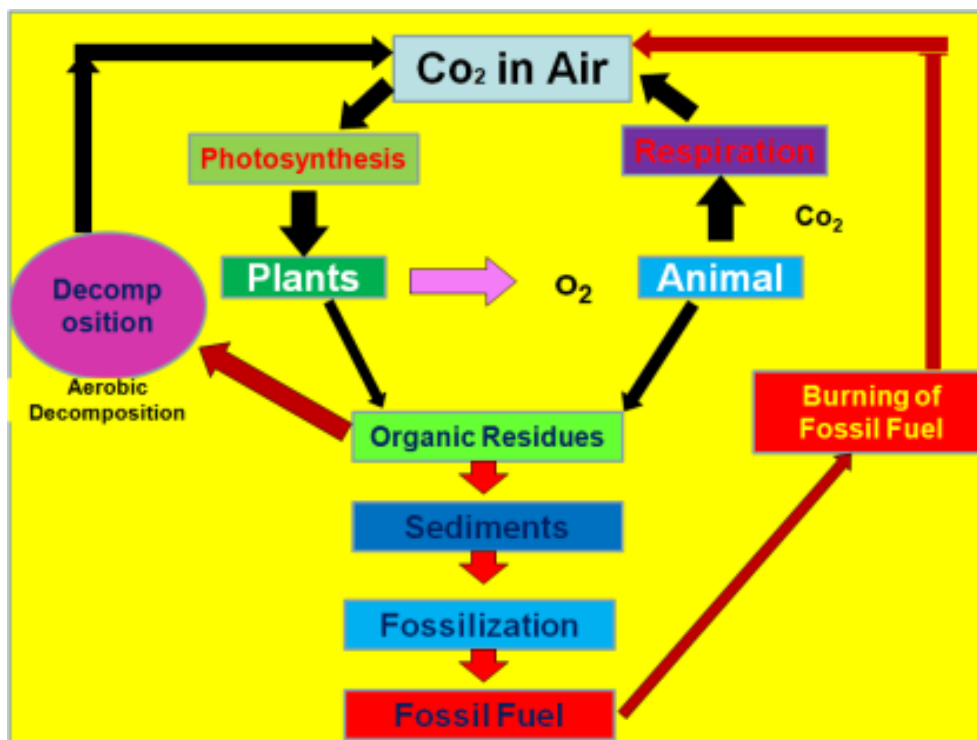 Co₂ in Air
Photosynthesis
Respiration
Co₂
Plants
O₂
Animal
Decomp
osition
Aerobic
Decomposition
Burning of
Fossil Fuel
Organic Residues
Sediments
Fossilization
Fossil Fuel